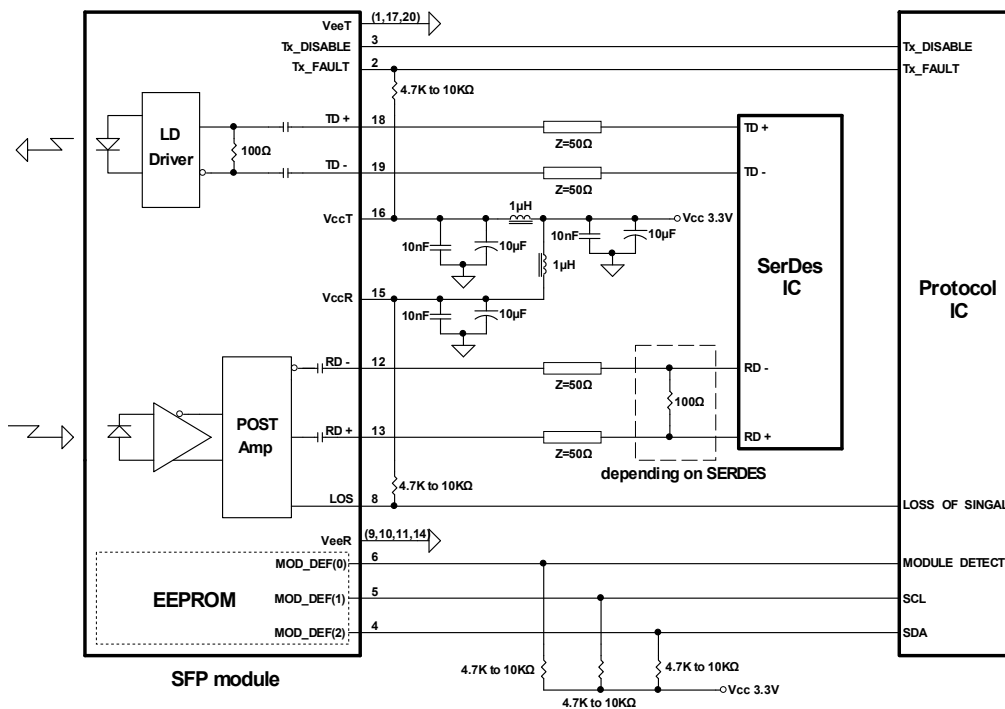 VeeT (1,17,20)
Tx_DISABLE 3 Tx_DISABLE
Tx_FAULT 2 Tx_FAULT
4.7K to 10KΩ
LD
Driver
100Ω
TD + 18 TD +
Z=50Ω
TD - 19 TD -
Z=50Ω
1µH
VccT 16 Vcc 3.3V
10nF 10µF 10nF 10µF
1µH
SerDes
IC
Protocol
IC
VccR 15
10nF 10µF
RD - 12 RD -
Z=50Ω
100Ω
POST
Amp
RD + 13 RD +
Z=50Ω
depending on SERDES
4.7K to 10KΩ
LOS 8 LOSS OF SINGAL
VeeR (9,10,11,14)
MOD_DEF(0) 6 MODULE DETECT
EEPROM
MOD_DEF(1) 5 SCL
MOD_DEF(2) 4 SDA
4.7K to 10KΩ 4.7K to 10KΩ
4.7K to 10KΩ
Vcc 3.3V
SFP module